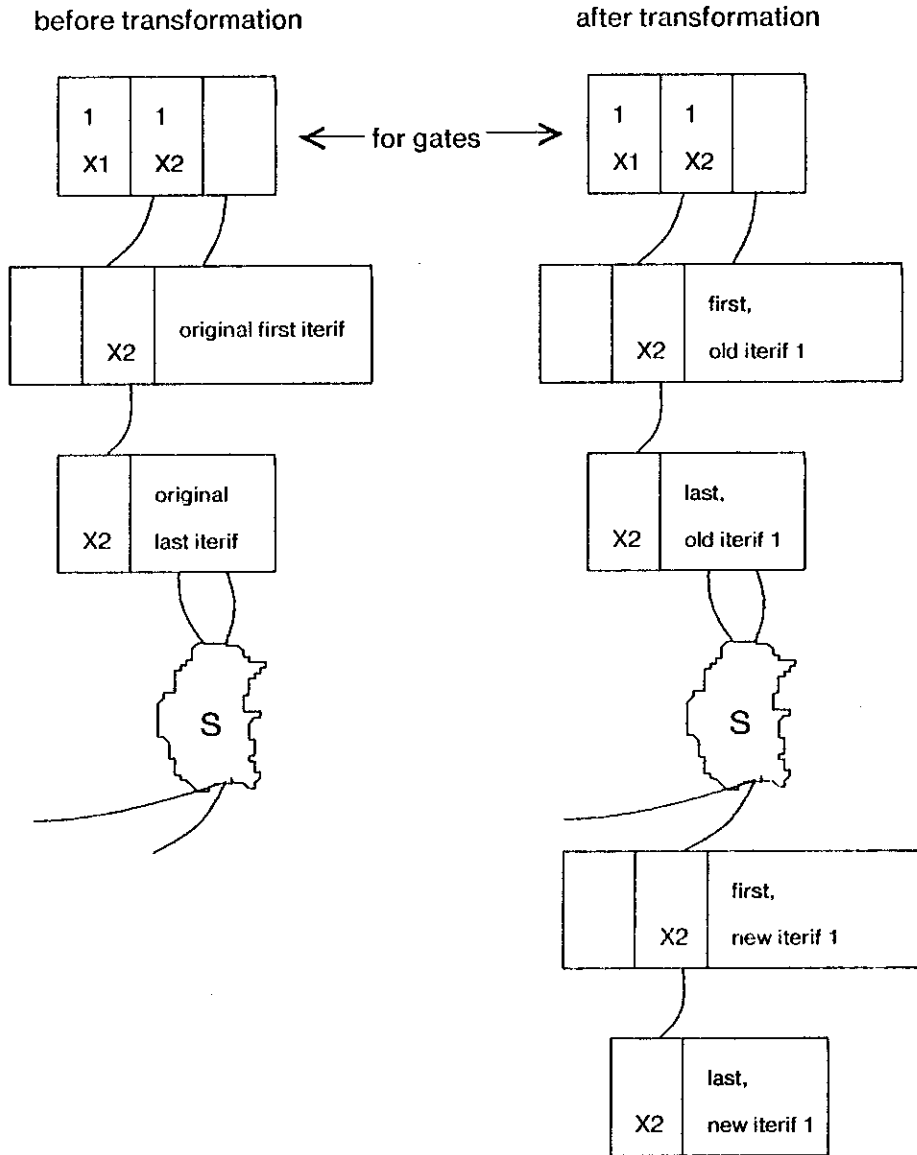 before transformation
after transformation
1 1
X1 X2
for gates
1 1
X1 X2
X2
original first iterif
first,
X2
old iterif 1
original
X2
last iterif
last,
X2
old iterif 1
S
S
first,
X2
new iterif 1
last,
X2
new iterif 1